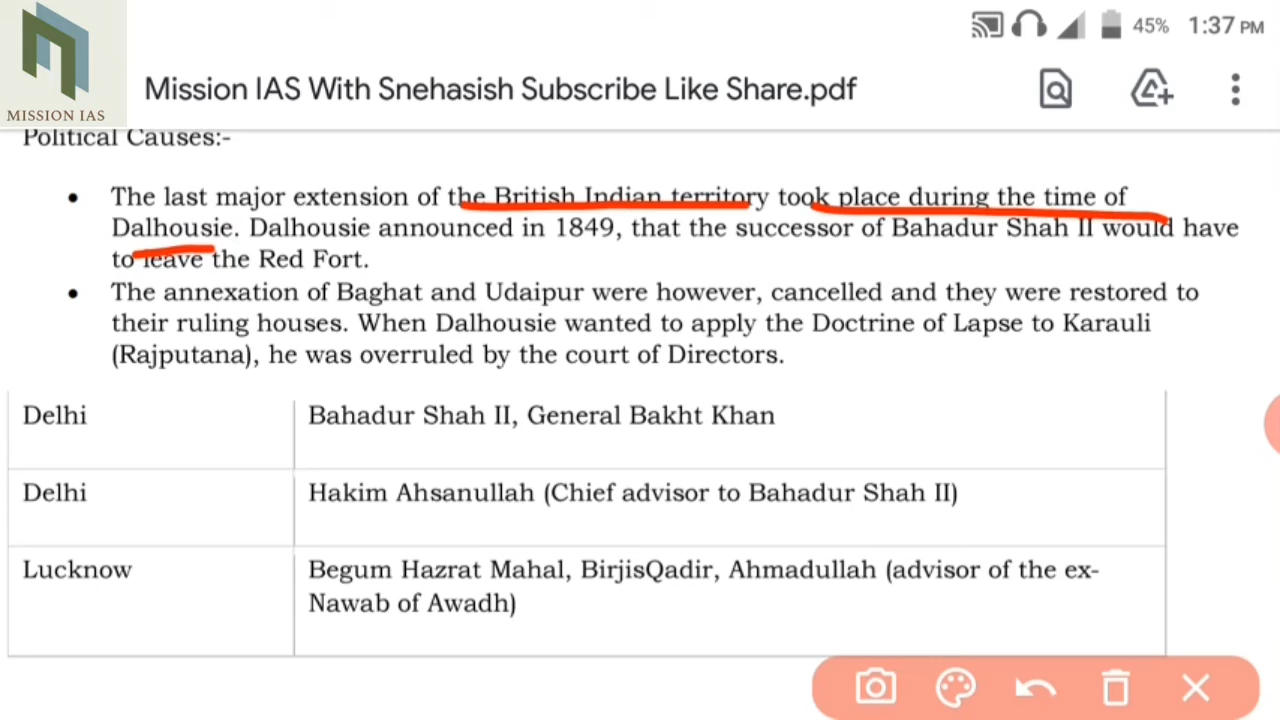 45% 1:37 PM
MISSION IAS
Mission IAS With Snehasish Subscribe Like Share.pdf
Political Causes:-
• The last major extension of the British Indian territory took place during the time of
Dalhousie. Dalhousie announced in 1849, that the successor of Bahadur Shah II would have
to leave the Red Fort.
• The annexation of Baghat and Udaipur were however, cancelled and they were restored to
their ruling houses. When Dalhousie wanted to apply the Doctrine of Lapse to Karauli
(Rajputana), he was overruled by the court of Directors.
Delhi Bahadur Shah II, General Bakht Khan
Delhi Hakim Ahsanullah (Chief advisor to Bahadur Shah II)
Lucknow Begum Hazrat Mahal, BirjisQadir, Ahmadullah (advisor of the ex-
Nawab of Awadh)